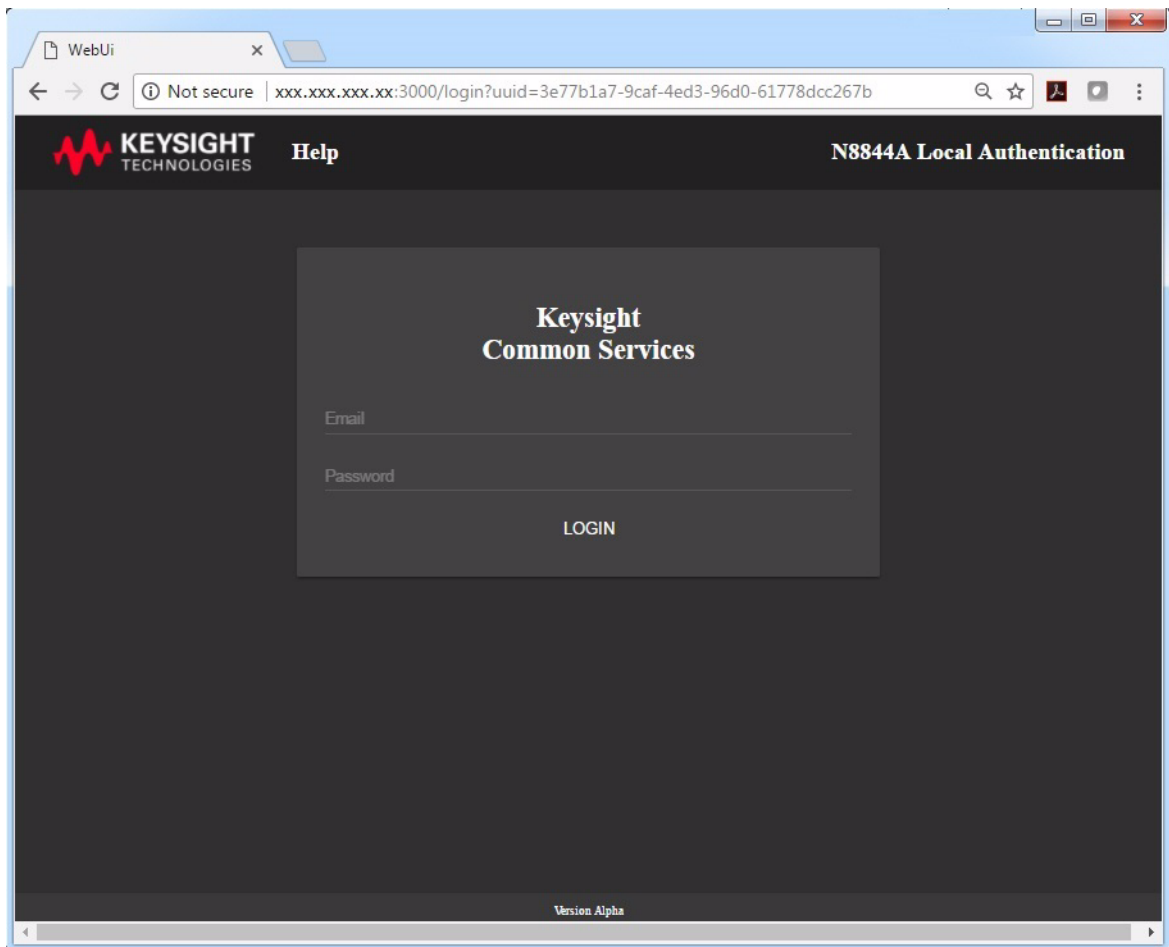 WebUi
Not secure | xxx.xxx.xxx.xx:3000/login?uuid=3e77b1a7-9caf-4ed3-96d0-61778dcc267b
KEYSIGHT
TECHNOLOGIES
Help
N8844A Local Authentication
Keysight
Common Services
Email
Password
LOGIN
Version Alpha